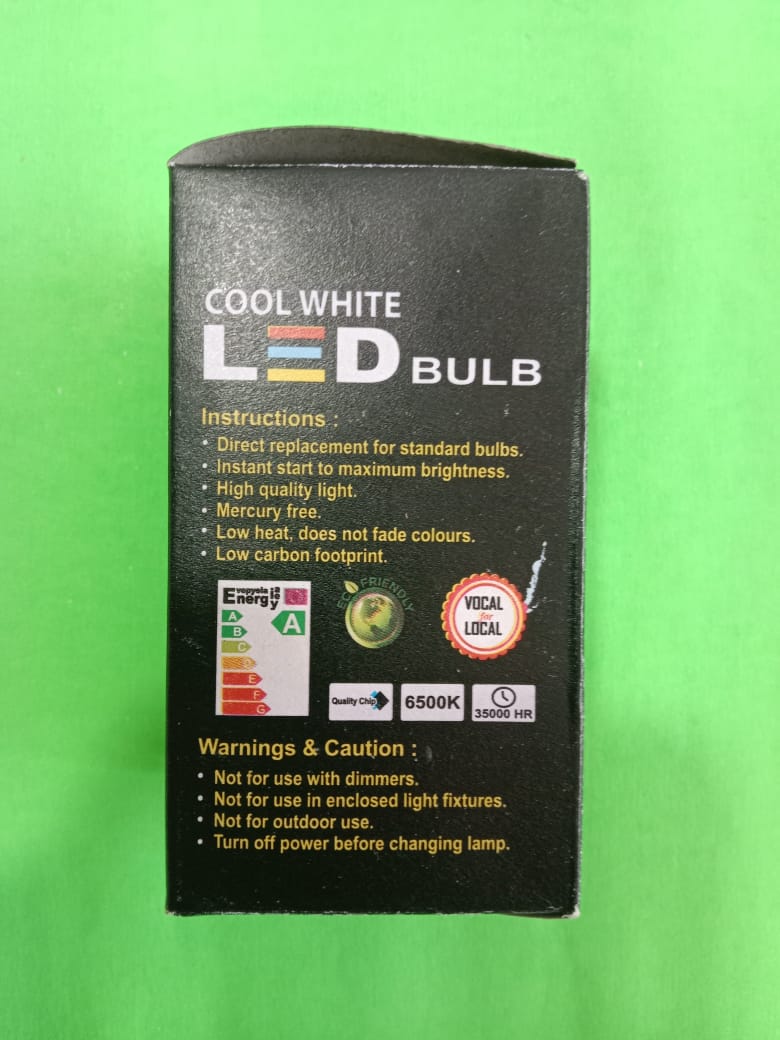 COOL WHITE
LED BULB
Instructions :
• Direct replacement for standard bulbs.
• Instant start to maximum brightness.
• High quality light.
• Mercury free.
• Low heat, does not fade colours.
• Low carbon footprint.
Energy
A
A
B
C
D
E
F
G
ECO FRIENDLY
VOCAL
for
LOCAL
Quality Chip
6500K
35000 HR
Warnings & Caution :
• Not for use with dimmers.
• Not for use in enclosed light fixtures.
• Not for outdoor use.
• Turn off power before changing lamp.